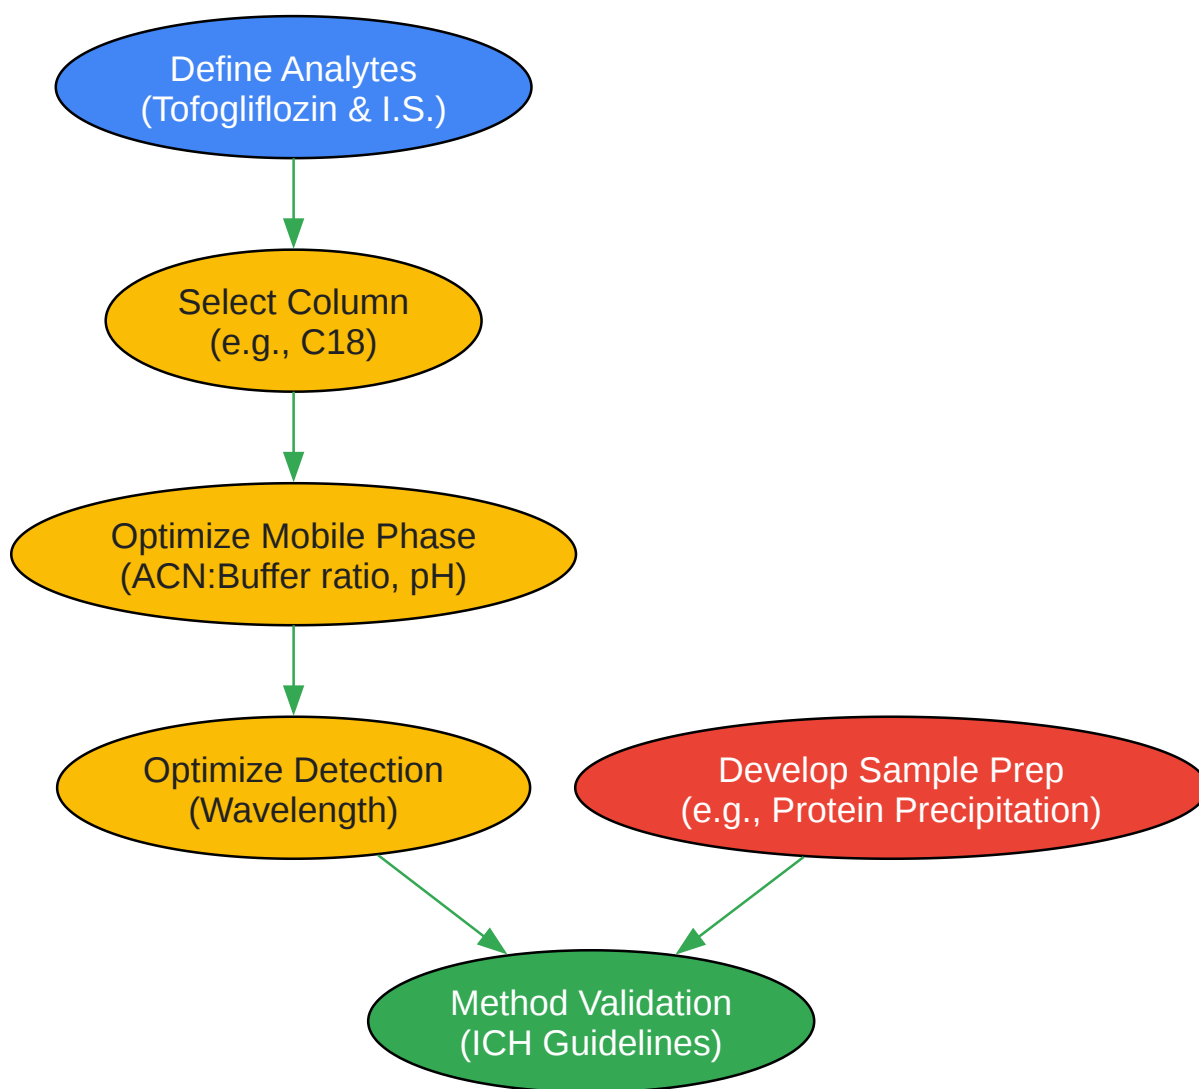 Define Analytes
(Tofogliflozin & I.S.)
Select Column
(e.g., C18)
Optimize Mobile Phase
(ACN:Buffer ratio, pH)
Optimize Detection
(Wavelength)
Develop Sample Prep
(e.g., Protein Precipitation)
Method Validation
(ICH Guidelines)